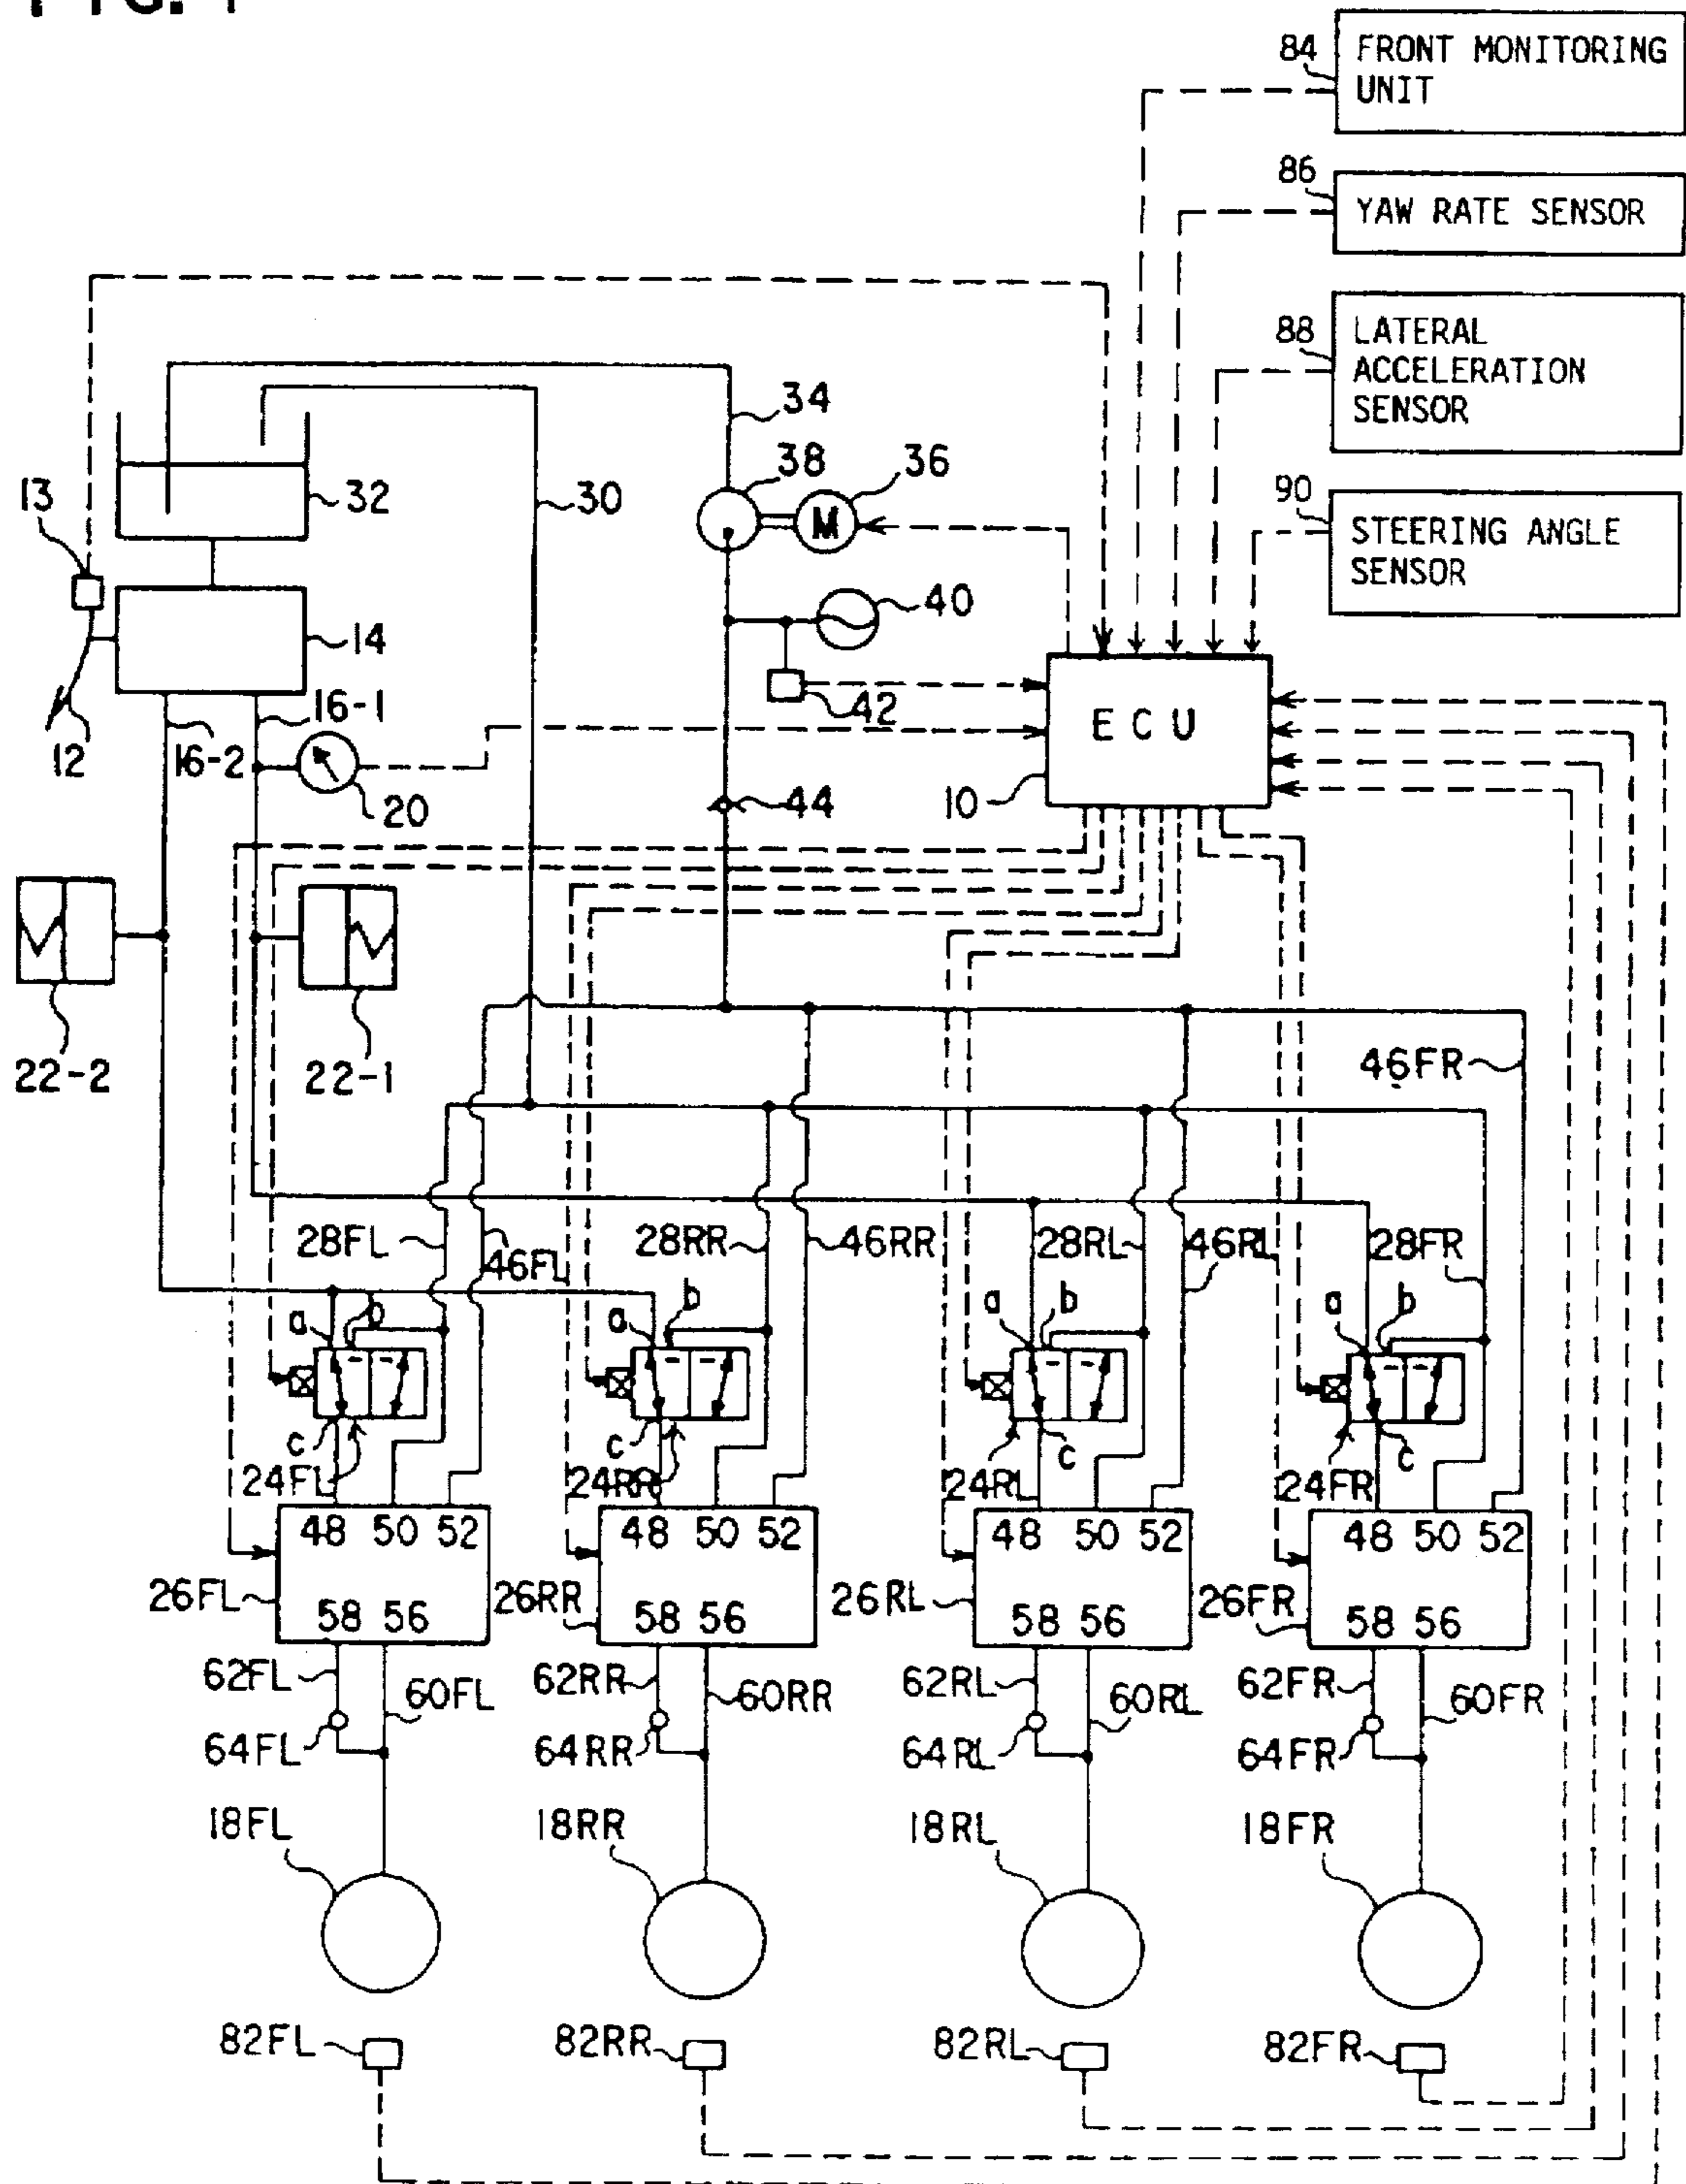 84
FRONT MONITORING
UNIT
86
YAW RATE SENSOR
88
LATERAL
ACCELERATION
SENSOR
34
38
36
90
13
32
30
M
STEERING ANGLE
SENSOR
40
14
42
ECU
16-1
12
16-2
20
44
10
22-2
22-1
46FR
28FL
46FL
28RR
46RR
28RL
46RL
28FR
a
b
a
b
a
b
a
b
c
c
c
c
24FL
24RR
24RL
24FR
48 50 52
48 50 52
48 50 52
48 50 52
26FL
26RR
26RL
26FR
58 56
58 56
58 56
58 56
62FL
60FL
62RR
60RR
62RL
60RL
62FR
60FR
64FL
64RR
64RL
64FR
18FL
18RR
18RL
18FR
82FL
82RR
82RL
82FR